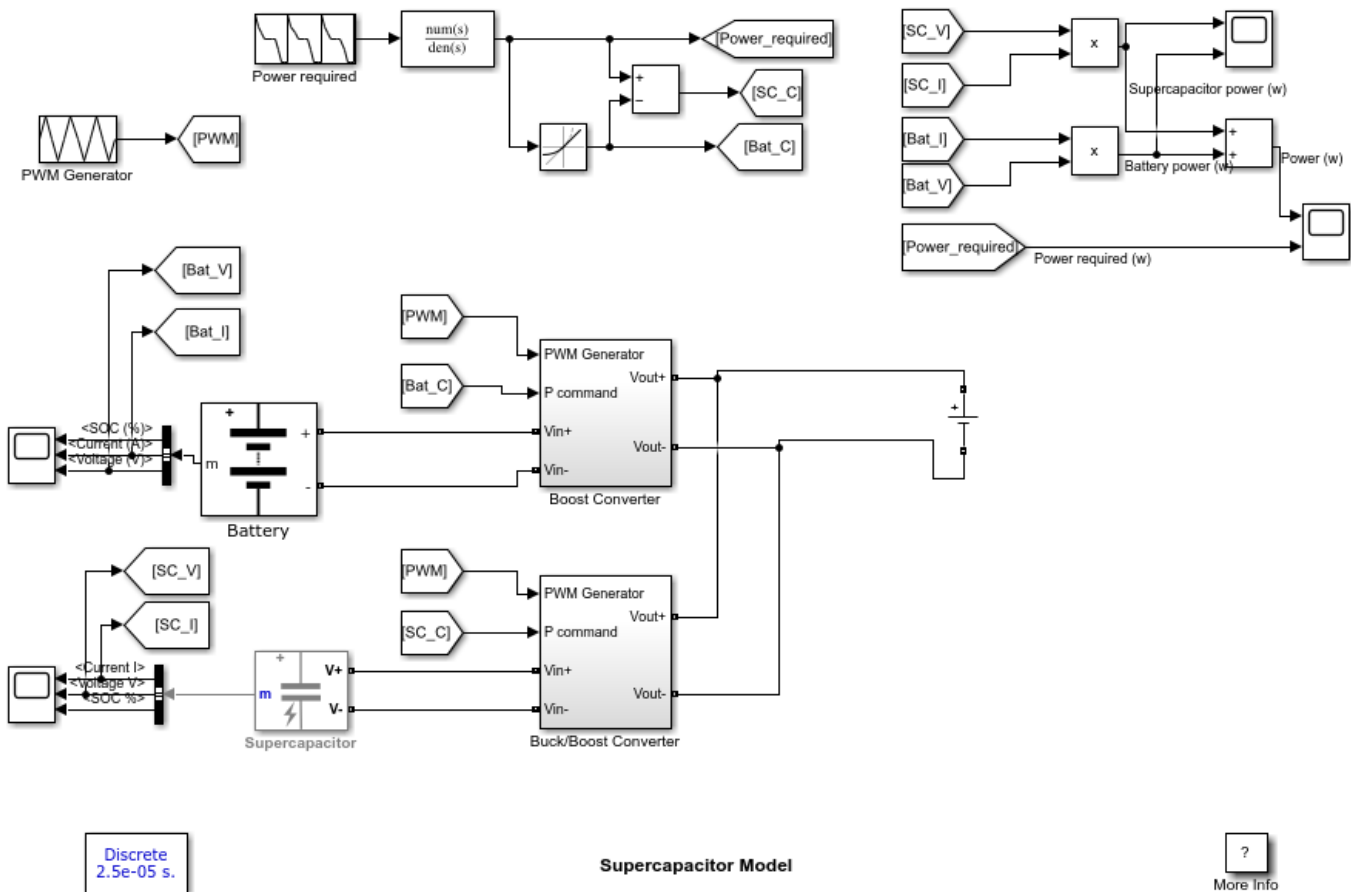 Power required
num(s)
den(s)
[Power_required]
+
−
[SC_C]
[Bat_C]
PWM Generator
[PWM]
[SC_V]
[SC_I]
x
Supercapacitor power (w)
[Bat_I]
[Bat_V]
x
Battery power (w)
+
+
Power (w)
[Power_required]
Power required (w)
[Bat_V]
[Bat_I]
<SOC (%)>
<Current (A)>
<Voltage (V)>
m
+
+
-
Battery
[PWM]
[Bat_C]
PWM Generator
P command
Vin+
Vin-
Vout+
Vout-
Boost Converter
+
[SC_V]
[SC_I]
<Current I>
<Voltage V>
<SOC %>
+
m
V+
V-
Supercapacitor
[PWM]
[SC_C]
PWM Generator
P command
Vin+
Vin-
Vout+
Vout-
Buck/Boost Converter
Discrete
2.5e-05 s.
Supercapacitor Model
?
More Info